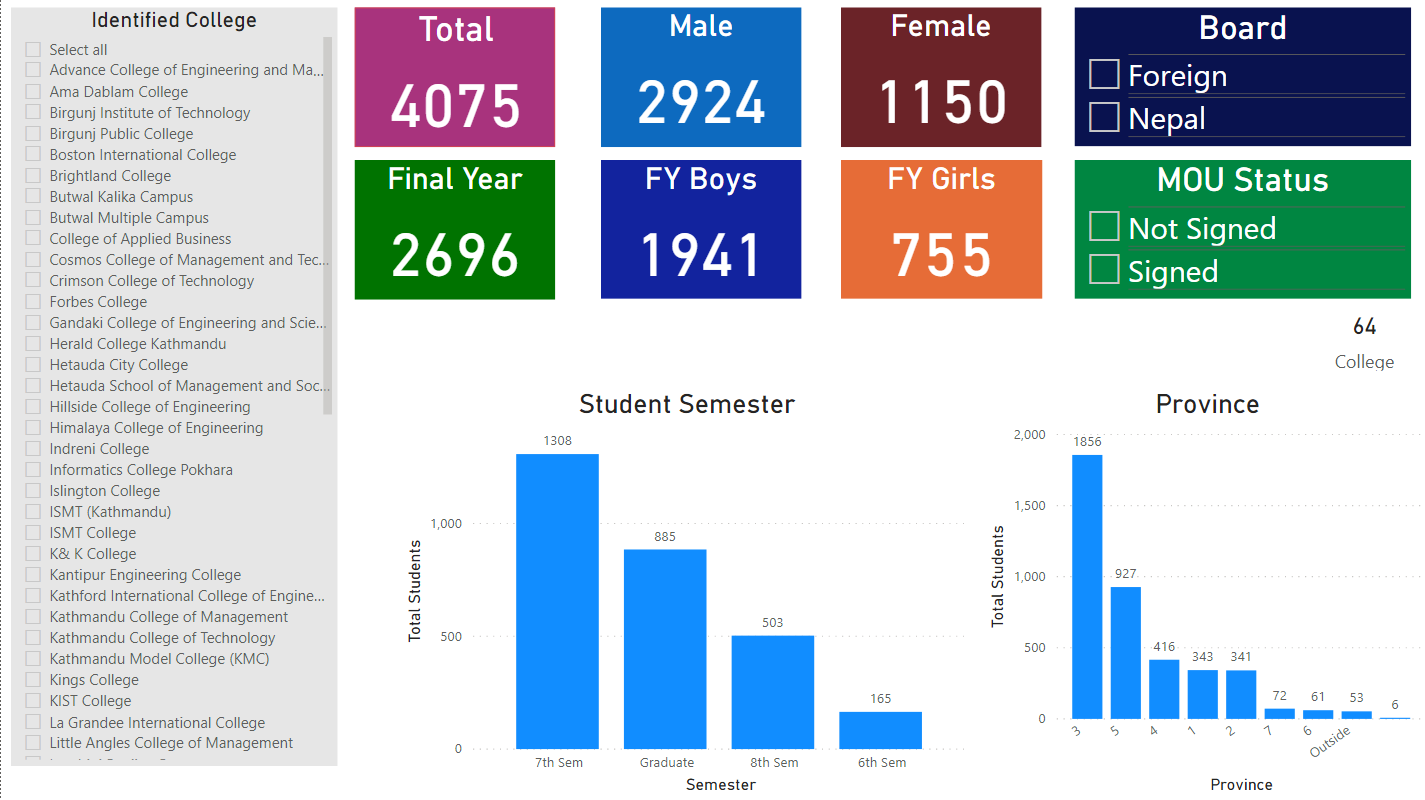 Identified College
Select all
Advance College of Engineering and Ma...
Ama Dablam College
Birgunj Institute of Technology
Birgunj Public College
Boston International College
Brightland College
Butwal Kalika Campus
Butwal Multiple Campus
College of Applied Business
Cosmos College of Management and Tec...
Crimson College of Technology
Forbes College
Gandaki College of Engineering and Scie...
Herald College Kathmandu
Hetauda City College
Hetauda School of Management and Soc...
Hillside College of Engineering
Himalaya College of Engineering
Indreni College
Informatics College Pokhara
Islington College
ISMT (Kathmandu)
ISMT College
K& K College
Kantipur Engineering College
Kathford International College of Engine...
Kathmandu College of Management
Kathmandu College of Technology
Kathmandu Model College (KMC)
Kings College
KIST College
La Grandee International College
Little Angles College of Management
Total
4075
Male
2924
Female
1150
Board
Foreign
Nepal
Final Year
2696
FY Boys
1941
FY Girls
755
MOU Status
Not Signed
Signed
64
College
Student Semester
Total Students
1,000
500
0
1308
885
503
165
7th Sem
Graduate
8th Sem
6th Sem
Semester
Province
Total Students
2,000
1,500
1,000
500
0
1856
927
416
343
341
72
61
53
6
3
5
4
1
2
7
6
Outside
Province